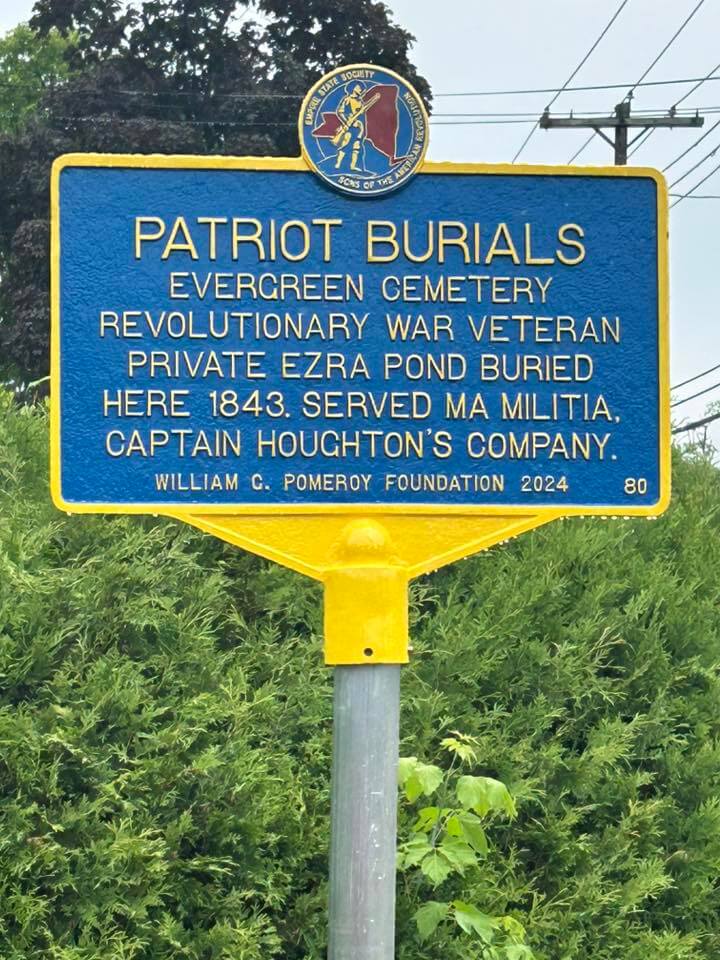 EMPIRE STATE SOCIETY
SONS OF THE AMERICAN REVOLUTION
PATRIOT BURIALS
EVERGREEN CEMETERY
REVOLUTIONARY WAR VETERAN
PRIVATE EZRA POND BURIED
HERE 1843. SERVED MA MILITIA,
CAPTAIN HOUGHTON'S COMPANY.
WILLIAM G. POMEROY FOUNDATION 2024 80